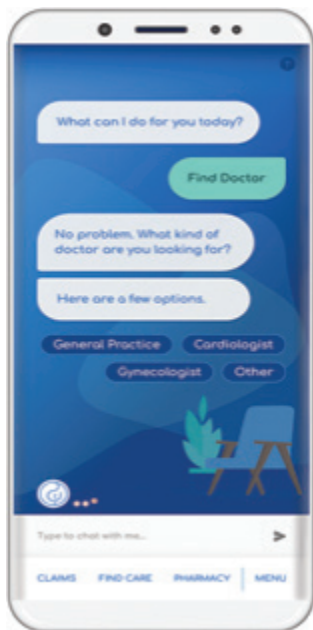 What can I do for you today?
Find Doctor
No problem. What kind of
doctor are you looking for?
Here are a few options.
General Practice Cardiologist
Gynecologist Other
Type to chat with me...
CLAIMS FIND CARE PHARMACY MENU